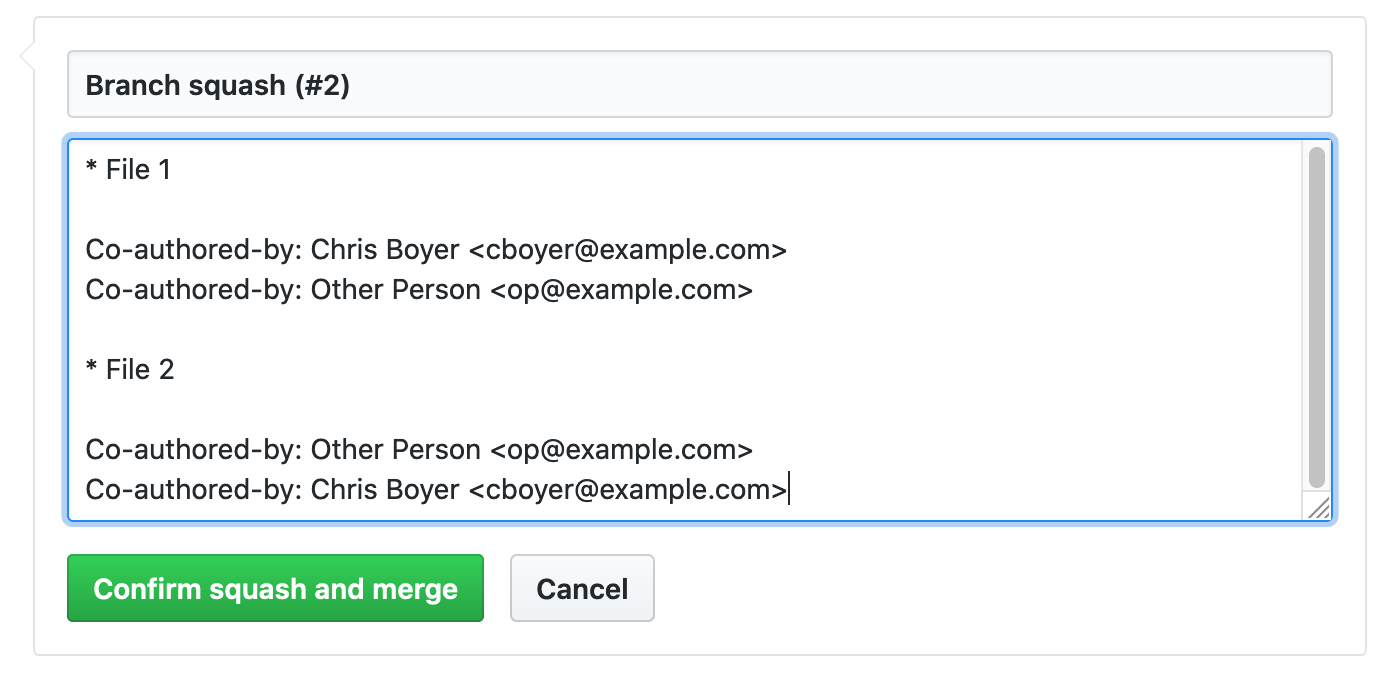 Branch squash (#2)
* File 1
Co-authored-by: Chris Boyer <cboyer@example.com>
Co-authored-by: Other Person <op@example.com>
* File 2
Co-authored-by: Other Person <op@example.com>
Co-authored-by: Chris Boyer <cboyer@example.com>
Confirm squash and merge
Cancel